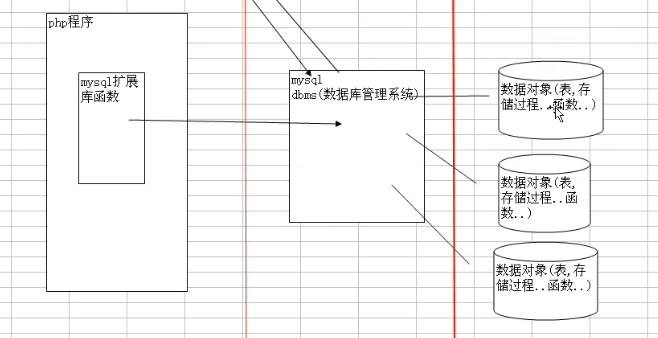 php程序
mysql扩展
库函数
mysql
dbms(数据库管理系统)
数据对象(表,存
储过程..函数..)
数据对象(表,
存储过程..函
数..)
数据对象(表,存
储过程..函数..)